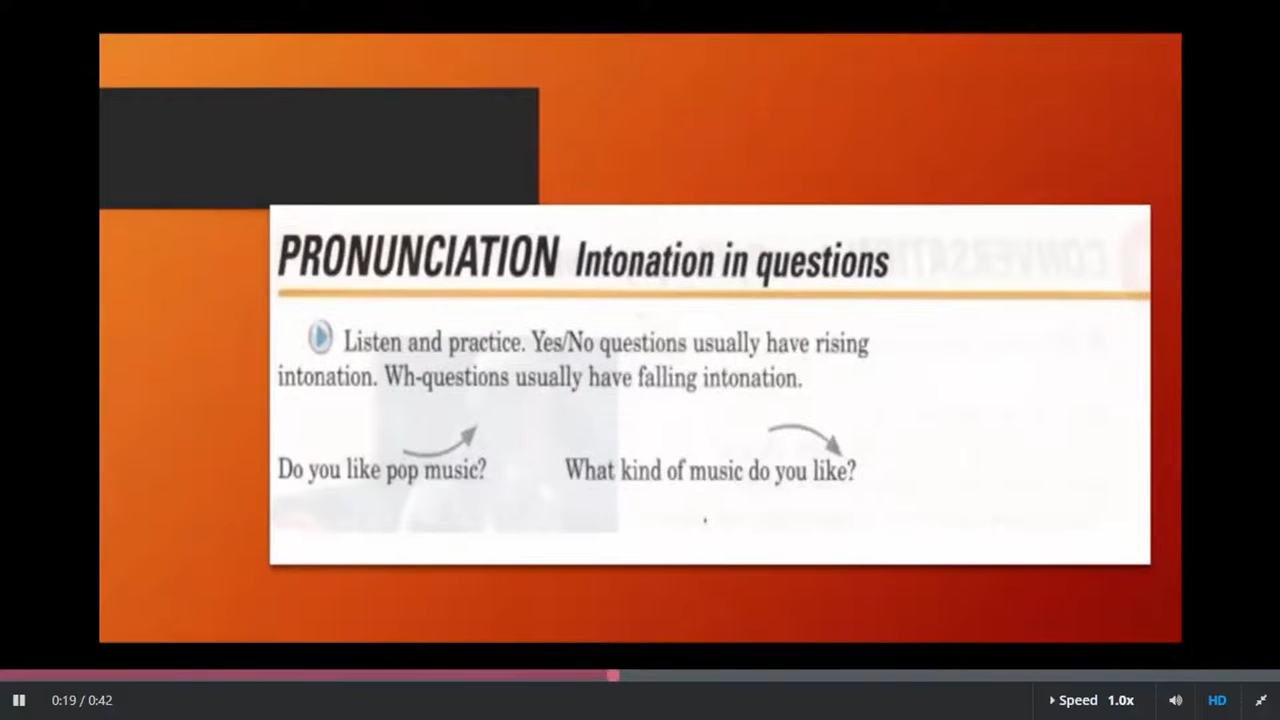 PRONUNCIATION Intonation in questions
Listen and practice. Yes/No questions usually have rising
intonation. Wh-questions usually have falling intonation.
Do you like pop music? What kind of music do you like?
0:19 / 0:42 Speed 1.0x HD